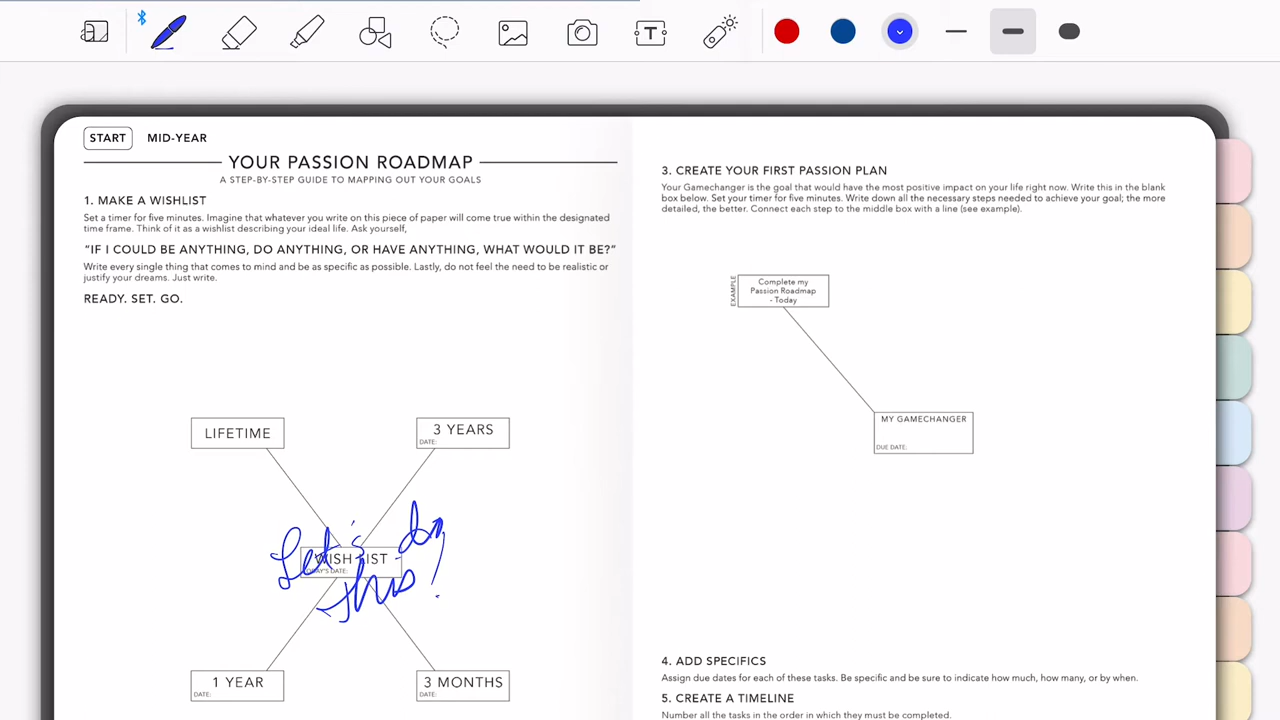 START MID-YEAR
YOUR PASSION ROADMAP
A STEP-BY-STEP GUIDE TO MAPPING OUT YOUR GOALS
1. MAKE A WISHLIST
Set a timer for five minutes. Imagine that whatever you write on this piece of paper will come true within the designated
time frame. Think of it as a wishlist describing your ideal life. Ask yourself,
“IF I COULD BE ANYTHING, DO ANYTHING, OR HAVE ANYTHING, WHAT WOULD IT BE?”
Write every single thing that comes to mind and be as specific as possible. Lastly, do not feel the need to be realistic or
justify your dreams. Just write.
READY. SET. GO.
LIFETIME
3 YEARS
DATE:
WISHLIST
TODAY'S DATE:
Let's do
this!
1 YEAR
DATE:
3 MONTHS
DATE:
3. CREATE YOUR FIRST PASSION PLAN
Your Gamechanger is the goal that would have the most positive impact on your life right now. Write this in the blank
box below. Set your timer for five minutes. Write down all the necessary steps needed to achieve your goal; the more
detailed, the better. Connect each step to the middle box with a line (see example).
EXAMPLE
Complete my
Passion Roadmap
- Today
MY GAMECHANGER
DUE DATE:
4. ADD SPECIFICS
Assign due dates for each of these tasks. Be specific and be sure to indicate how much, how many, or by when.
5. CREATE A TIMELINE
Number all the tasks in the order in which they must be completed.